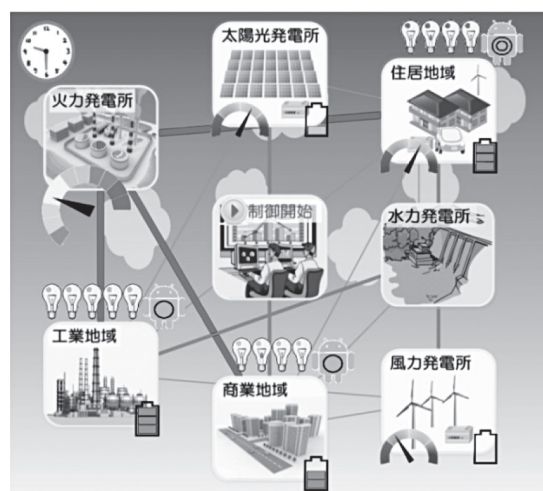 太陽光発電所
住居地域
火力発電所
制御開始
水力発電所
工業地域
商業地域
風力発電所